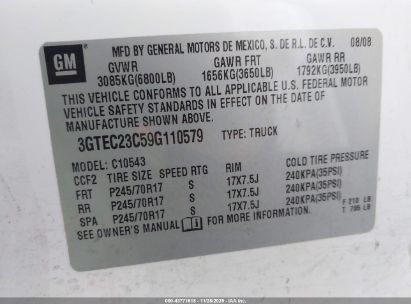 GM
MFD BY GENERAL MOTORS DE MEXICO, S. DE R.L. DE C.V. 08/08
GVWR GAWR FRT GAWR RR
3085KG(6800LB) 1656KG(3650LB) 1792KG(3950LB)
THIS VEHICLE CONFORMS TO ALL APPLICABLE U.S. FEDERAL MOTOR
VEHICLE SAFETY STANDARDS IN EFFECT ON THE DATE OF
MANUFACTURE SHOWN ABOVE.
3GTEC23C59G110579 TYPE: TRUCK
MODEL: C10543
CCF2 TIRE SIZE SPEED RTG RIM COLD TIRE PRESSURE
FRT P245/70R17 S 17X7.5J 240KPA(35PSI)
RR P245/70R17 S 17X7.5J 240KPA(35PSI)
SPA P245/70R17 S 17X7.5J 240KPA(35PSI)
SEE OWNER'S MANUAL FOR MORE INFORMATION.
F 210 LB
T 705 LB